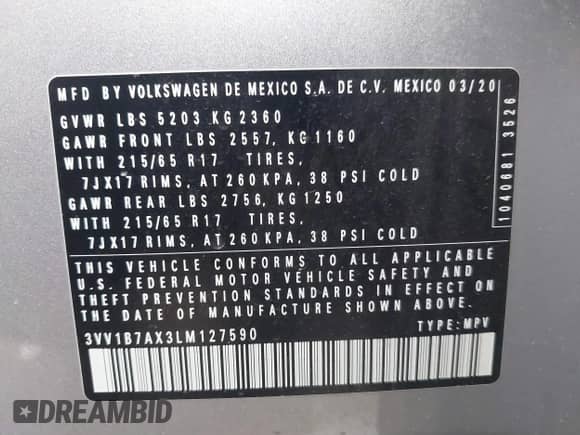 MFD BY VOLKSWAGEN DE MEXICO S.A. DE C.V. MEXICO 03/20
GVWR LBS 5203 KG 2360
GAWR FRONT LBS 2557, KG 1160
WITH 215/65 R17 TIRES,
7JX17 RIMS, AT 260 KPA, 38 PSI COLD
GAWR REAR LBS 2756, KG 1250
WITH 215/65 R17 TIRES,
7JX17 RIMS, AT 260 KPA, 38 PSI COLD
1040681 3526
THIS VEHICLE CONFORMS TO ALL APPLICABLE
U.S. FEDERAL MOTOR VEHICLE SAFETY AND
THEFT PREVENTION STANDARDS IN EFFECT ON
THE DATE OF MANUFACTURE SHOWN ABOVE.
3VV1B7AX3LM127590 TYPE: MPV
DREAMBID